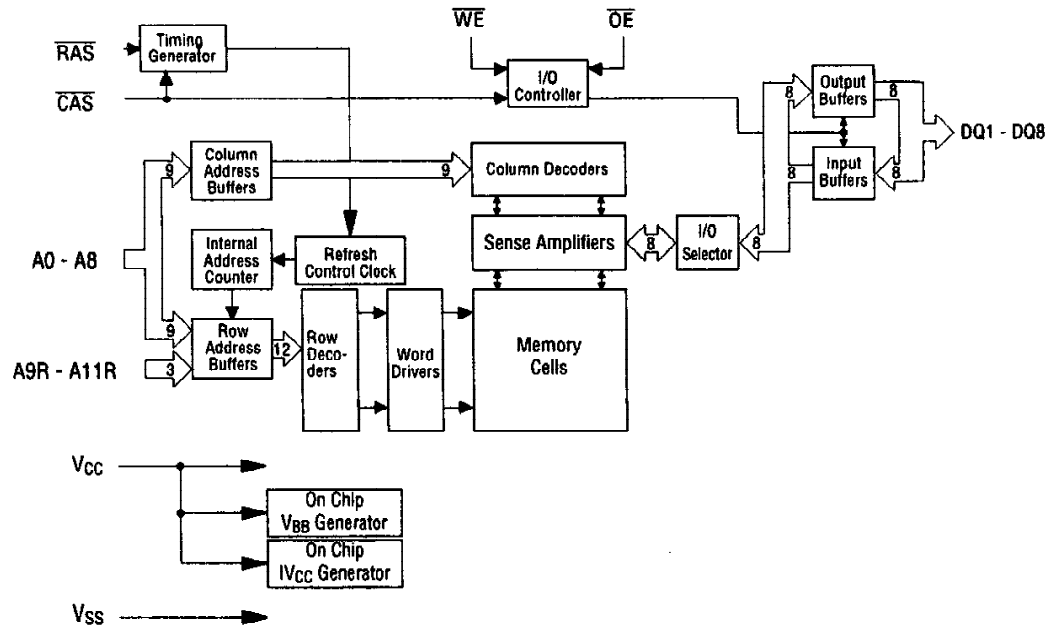 WE
OE
RAS
Timing
Generator
I/O
Controller
CAS
Output
Buffers
8
8
DQ1 - DQ8
Input
Buffers
8
8
Column
Address
Buffers
9
9
Column Decoders
Sense Amplifiers
8
I/O
Selector
8
A0 - A8
Internal
Address
Counter
Refresh
Control Clock
9
Row
Address
Buffers
12
Row
Deco-
ders
Word
Drivers
Memory
Cells
A9R - A11R
3
VCC
On Chip
VBB Generator
On Chip
IVCC Generator
VSS